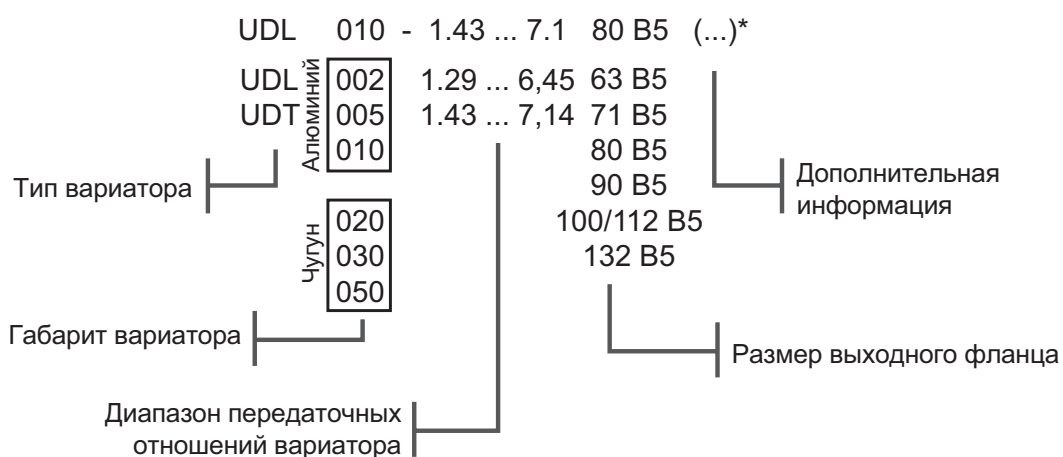 UDL 010 - 1.43 ... 7.1 80 B5 (...)*
UDL 002 1.29 ... 6,45 63 B5
UDT 005 1.43 ... 7,14 71 B5
010 80 B5
Алюминий
90 B5
Тип вариатора
Дополнительная
информация
020 100/112 B5
030 132 B5
050
Чугун
Габарит вариатора
Размер выходного фланца
Диапазон передаточных
отношений вариатора